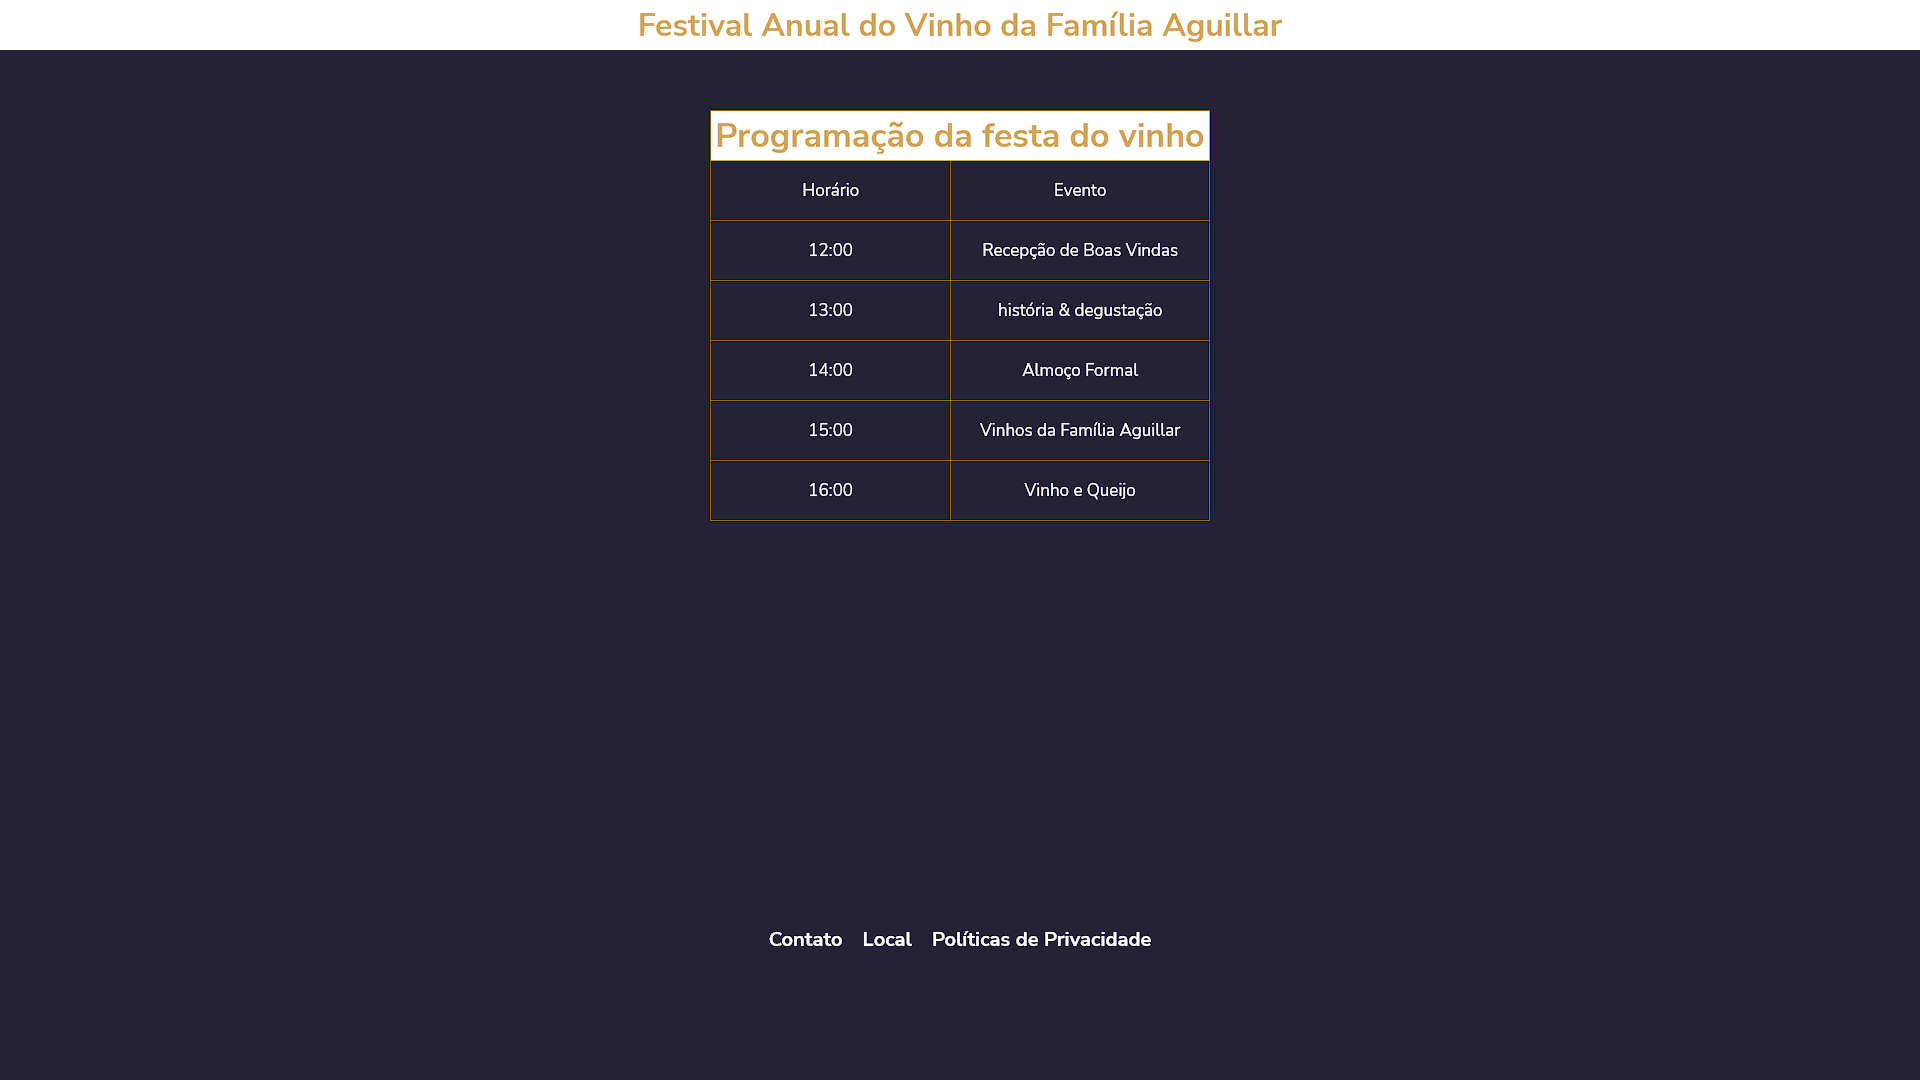 Festival Anual do Vinho da Família Aguillar
Programação da festa do vinho
Horário Evento
12:00 Recepção de Boas Vindas
13:00 história & degustação
14:00 Almoço Formal
15:00 Vinhos da Família Aguillar
16:00 Vinho e Queijo
Contato Local Políticas de Privacidade